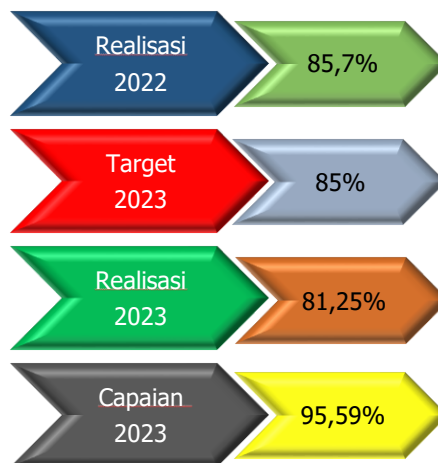 Realisasi
2022
85,7%
Target
2023
85%
Realisasi
2023
81,25%
Capaian
2023
95,59%